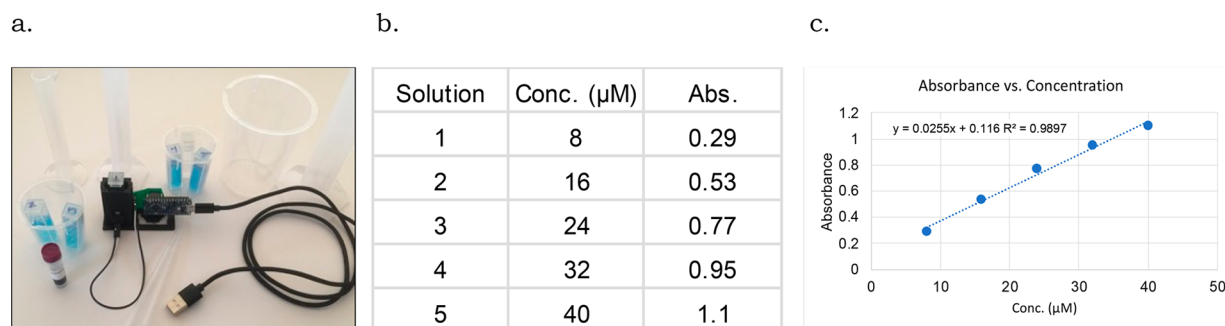 a.
b.
c.
Solution Conc. (µM) Abs.
1 8 0.29
2 16 0.53
3 24 0.77
4 32 0.95
5 40 1.1
Absorbance vs. Concentration
y = 0.0255x + 0.116 R² = 0.9897
Absorbance
1.2
1
0.8
0.6
0.4
0.2
0
0 10 20 30 40 50
Conc. (µM)